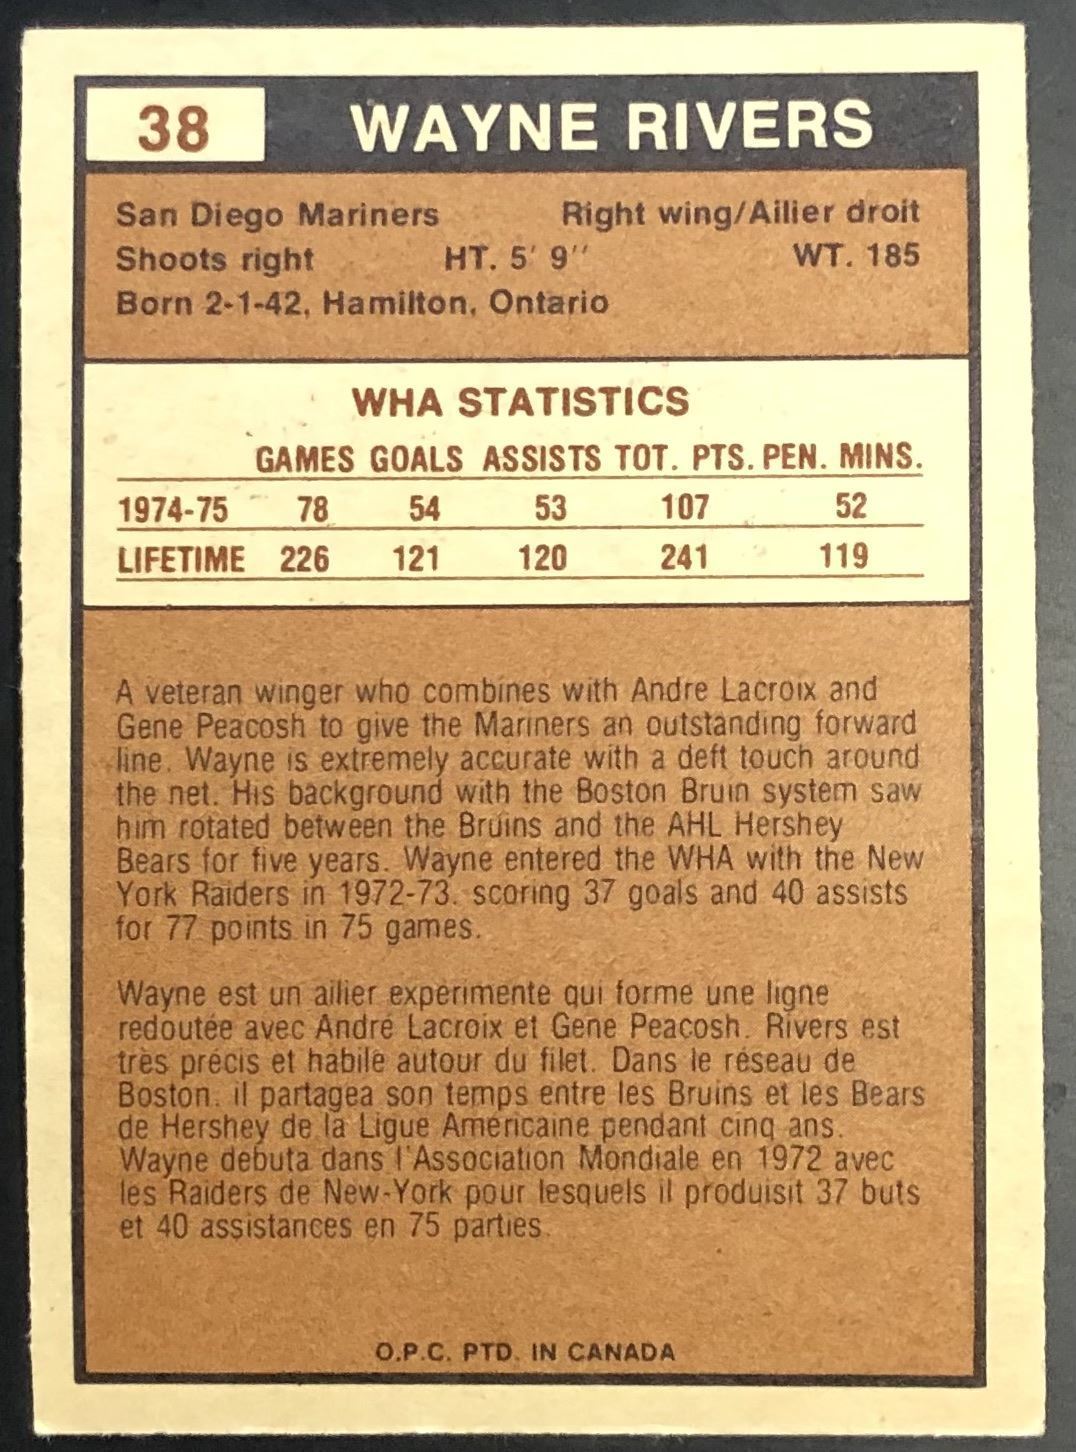 38 WAYNE RIVERS
San Diego Mariners Right wing/Ailier droit
Shoots right HT. 5' 9'' WT. 185
Born 2-1-42, Hamilton, Ontario
WHA STATISTICS
GAMES GOALS ASSISTS TOT. PTS. PEN. MINS.
1974-75 78 54 53 107 52
LIFETIME 226 121 120 241 119
A veteran winger who combines with Andre Lacroix and
Gene Peacosh to give the Mariners an outstanding forward
line. Wayne is extremely accurate with a deft touch around
the net. His background with the Boston Bruin system saw
him rotated between the Bruins and the AHL Hershey
Bears for five years. Wayne entered the WHA with the New
York Raiders in 1972-73. scoring 37 goals and 40 assists
for 77 points in 75 games.
Wayne est un ailier experimente qui forme une ligne
redoutée avec André Lacroix et Gene Peacosh. Rivers est
très précis et habile autour du filet. Dans le réseau de
Boston. il partagea son temps entre les Bruins et les Bears
de Hershey de la Ligue Américaine pendant cinq ans.
Wayne debuta dans l'Association Mondiale en 1972 avec
les Raiders de New-York pour lesquels il produisit 37 buts
et 40 assistances en 75 parties.
O.P.C. PTD. IN CANADA